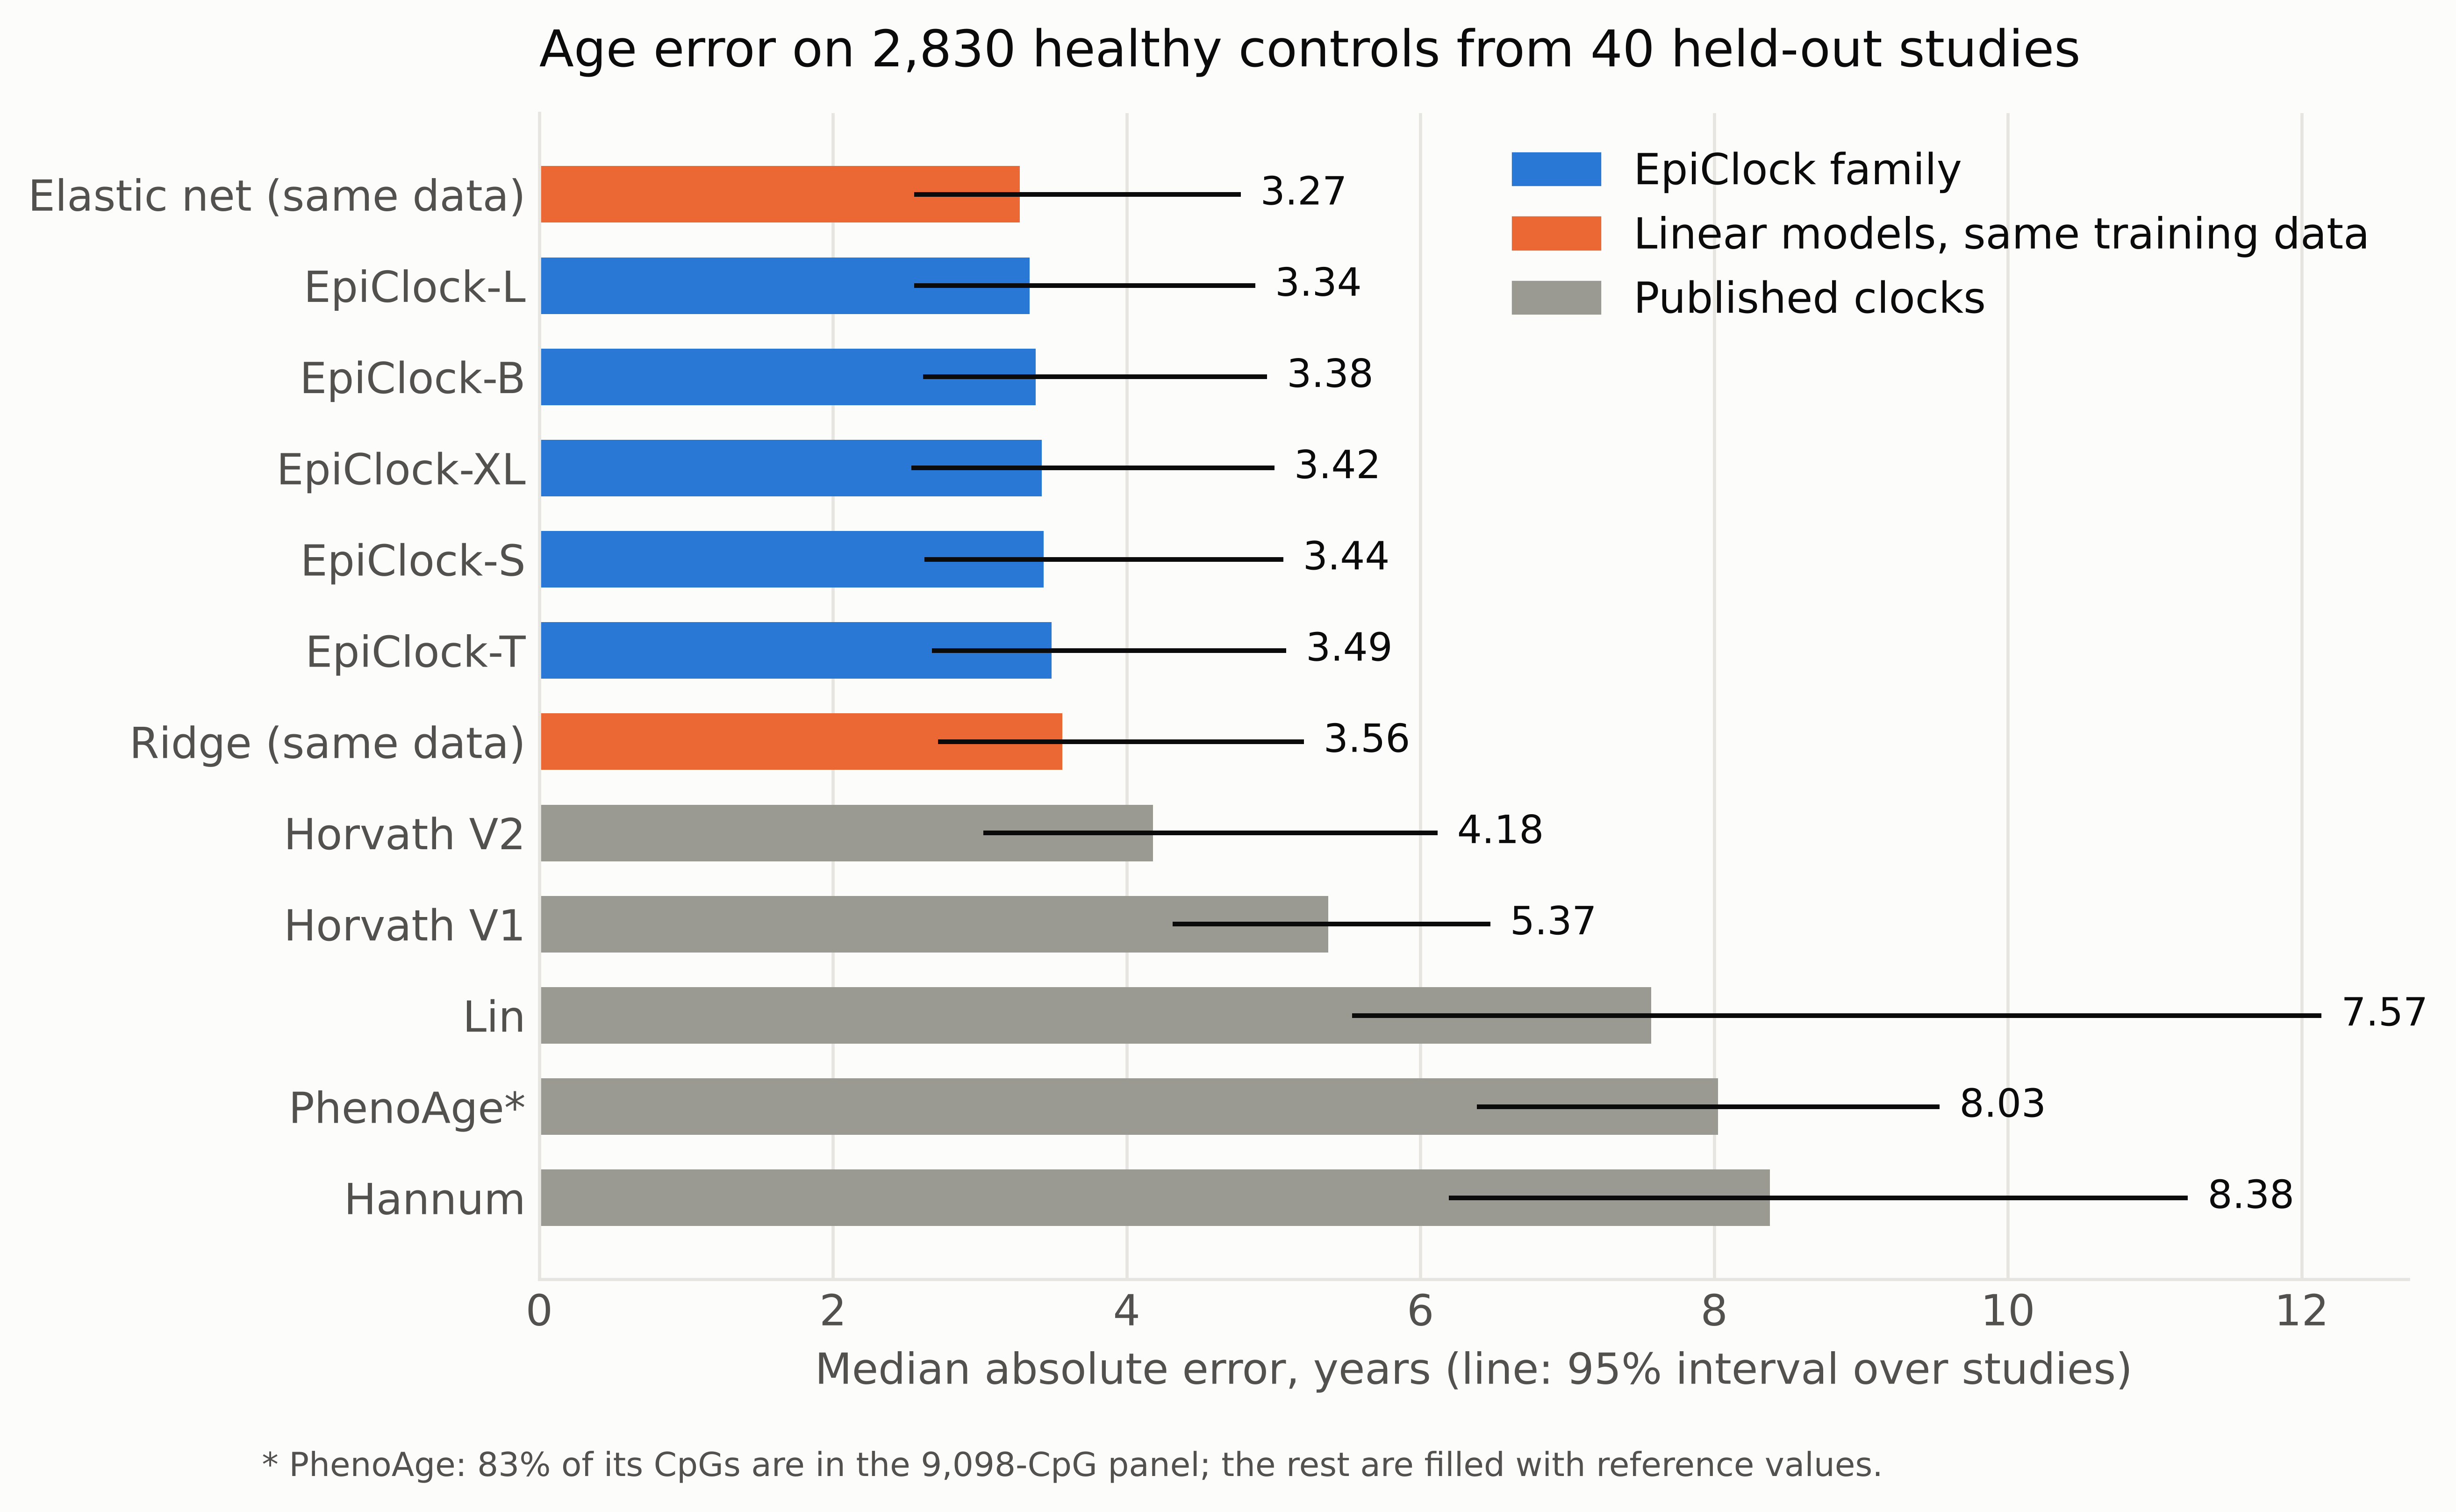 Age error on 2,830 healthy controls from 40 held-out studies
EpiClock family
Linear models, same training data
Published clocks
Elastic net (same data) 3.27
EpiClock-L 3.34
EpiClock-B 3.38
EpiClock-XL 3.42
EpiClock-S 3.44
EpiClock-T 3.49
Ridge (same data) 3.56
Horvath V2 4.18
Horvath V1 5.37
Lin 7.57
PhenoAge* 8.03
Hannum 8.38
0 2 4 6 8 10 12
Median absolute error, years (line: 95% interval over studies)
* PhenoAge: 83% of its CpGs are in the 9,098-CpG panel; the rest are filled with reference values.